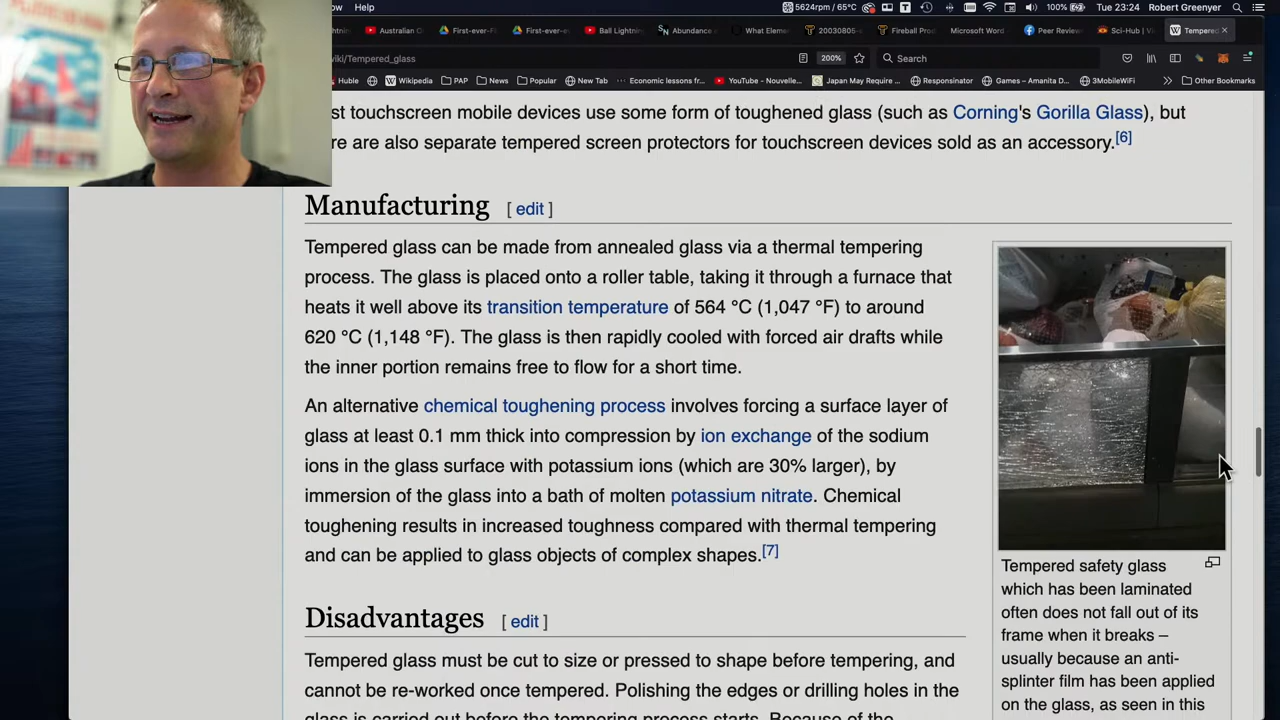 ow Help 5624rpm / 65°C 100% Tue 23:24 Robert Greenyer
htnin Australian C First-ever-F First-ever-e Ball Lightnin What Elemen 20030805- Fireball Proc Microsoft Word Peer Review Sci-Hub | V Tempered
iki/Tempered_glass 200% Search
Huble Wikipedia PAP News Popular New Tab Economic lessons fr... YouTube - Nouvelle... Japan May Require ... Responsinator Games – Amanita D... 3MobileWiFi Other Bookmarks
st touchscreen mobile devices use some form of toughened glass (such as Corning's Gorilla Glass), but
re are also separate tempered screen protectors for touchscreen devices sold as an accessory.[6]
Manufacturing [ edit ]
Tempered glass can be made from annealed glass via a thermal tempering
process. The glass is placed onto a roller table, taking it through a furnace that
heats it well above its transition temperature of 564 °C (1,047 °F) to around
620 °C (1,148 °F). The glass is then rapidly cooled with forced air drafts while
the inner portion remains free to flow for a short time.
An alternative chemical toughening process involves forcing a surface layer of
glass at least 0.1 mm thick into compression by ion exchange of the sodium
ions in the glass surface with potassium ions (which are 30% larger), by
immersion of the glass into a bath of molten potassium nitrate. Chemical
toughening results in increased toughness compared with thermal tempering
and can be applied to glass objects of complex shapes.[7]
Tempered safety glass
which has been laminated
often does not fall out of its
frame when it breaks –
usually because an anti-
splinter film has been applied
on the glass, as seen in this
Disadvantages [ edit ]
Tempered glass must be cut to size or pressed to shape before tempering, and
cannot be re-worked once tempered. Polishing the edges or drilling holes in the
glass is carried out before the tempering process starts. Because of the